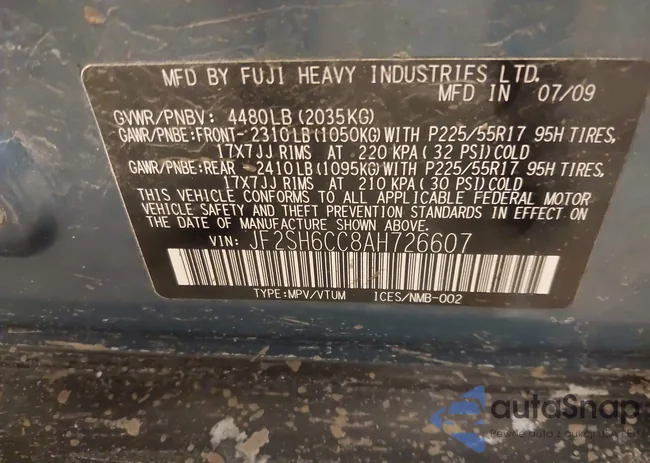 MFD BY FUJI HEAVY INDUSTRIES LTD.
MFD IN 07/09
GVWR/PNBV: 4480LB (2035KG)
GAWR/PNBE:FRONT- 2310LB(1050KG)WITH P225/55R17 95H TIRES,
17X7JJ RIMS AT 220 KPA( 32 PSI)COLD
GAWR/PNBE:REAR - 2410LB(1095KG)WITH P225/55R17 95H TIRES,
17X7JJ RIMS AT 210 KPA( 30 PSI)COLD
THIS VEHICLE CONFORMS TO ALL APPLICABLE FEDERAL MOTOR
VEHICLE SAFETY AND THEFT PREVENTION STANDARDS IN EFFECT ON
THE DATE OF MANUFACTURE SHOWN ABOVE.
VIN: JF2SH6CC8AH726607
TYPE:MPV/VTUM ICES/NMB-002
autoSnap
Pewne auta z aukcji